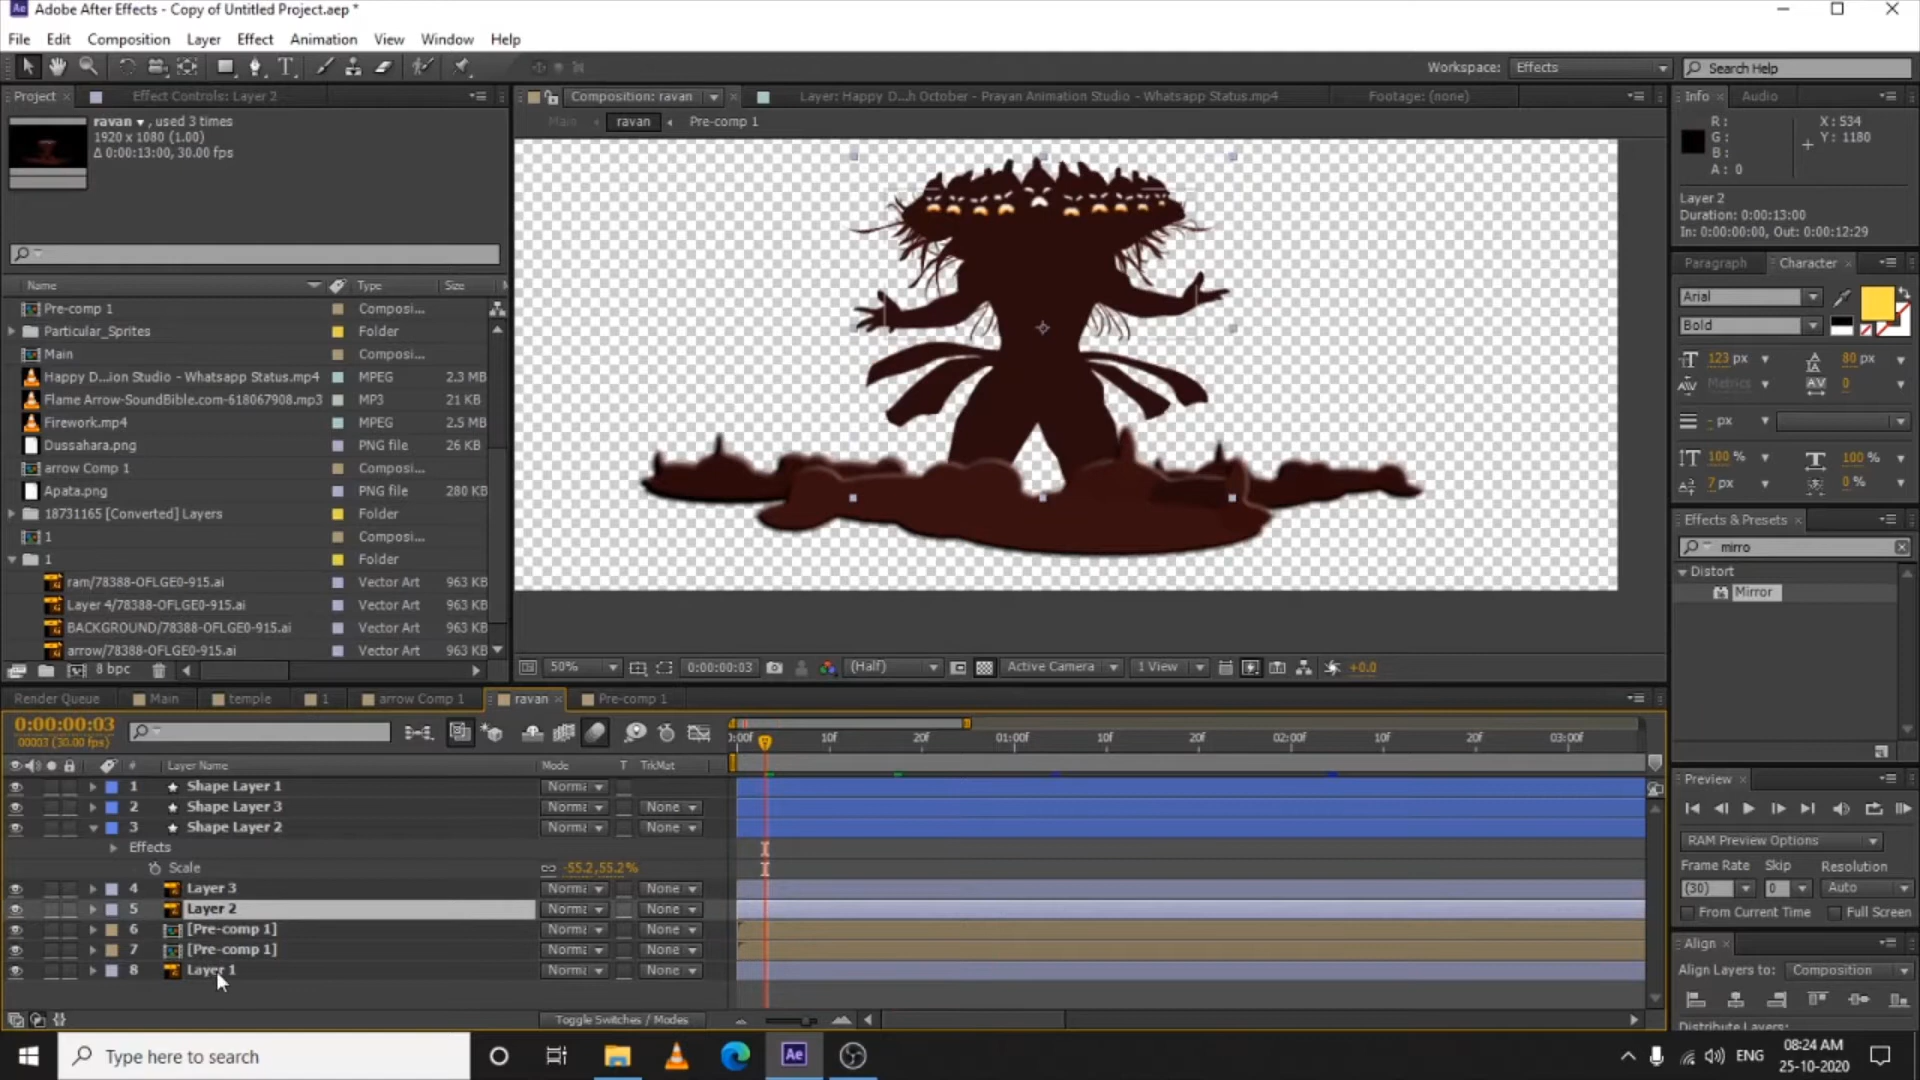 Adobe After Effects - Copy of Untitled Project.aep *
File Edit Composition Layer Effect Animation View Window Help
Workspace: Effects Search Help
Project Effect Controls: Layer 2
Composition: ravan Layer: Happy D...h October - Prayan Animation Studio - Whatsapp Status.mp4 Footage: (none)
Info Audio
Main ravan Pre-comp 1
ravan , used 3 times
1920 x 1080 (1.00)
Δ 0:00:13:00, 30.00 fps
R:
G:
B:
A: 0
X: 534
Y: 1180
Layer 2
Duration: 0:00:13:00
In: 0:00:00:00, Out: 0:00:12:29
Paragraph Character
Arial
Bold
123 px 80 px
Metrics 0
- px
100 % 100 %
7 px 0 %
Effects & Presets
mirro
Distort
Mirror
Name Type Size
Pre-comp 1 Composi...
Particular_Sprites Folder
Main Composi...
Happy D...ion Studio - Whatsapp Status.mp4 MPEG 2.3 MB
Flame Arrow-SoundBible.com-618067908.mp3 MP3 21 KB
Firework.mp4 MPEG 2.5 MB
Dussahara.png PNG file 26 KB
arrow Comp 1 Composi...
Apata.png PNG file 280 KB
18731165 [Converted] Layers Folder
1 Composi...
1 Folder
ram/78388-OFLGE0-915.ai Vector Art 963 KB
Layer 4/78388-OFLGE0-915.ai Vector Art 963 KB
BACKGROUND/78388-OFLGE0-915.ai Vector Art 963 KB
arrow/78388-OFLGE0-915.ai Vector Art 963 KB
8 bpc
50% 0:00:00:03 (Half) Active Camera 1 View +0.0
Render Queue Main temple 1 arrow Comp 1 ravan Pre-comp 1
0:00:00:03
00003 (30.00 fps)
):00f 10f 20f 01:00f 10f 20f 02:00f 10f 20f 03:00f
# Layer Name Mode T TrkMat
1 Shape Layer 1 Norma
2 Shape Layer 3 Norma None
3 Shape Layer 2 Norma None
Effects
Scale -55.2,55.2%
4 Layer 3 Norma None
5 Layer 2 Norma None
6 [Pre-comp 1] Norma None
7 [Pre-comp 1] Norma None
8 Layer 1 Norma None
Toggle Switches / Modes
Preview
RAM Preview Options
Frame Rate Skip Resolution
(30) 0 Auto
From Current Time Full Screen
Align
Align Layers to: Composition
Distribute Layers:
Type here to search
Ae
ENG
08:24 AM
25-10-2020